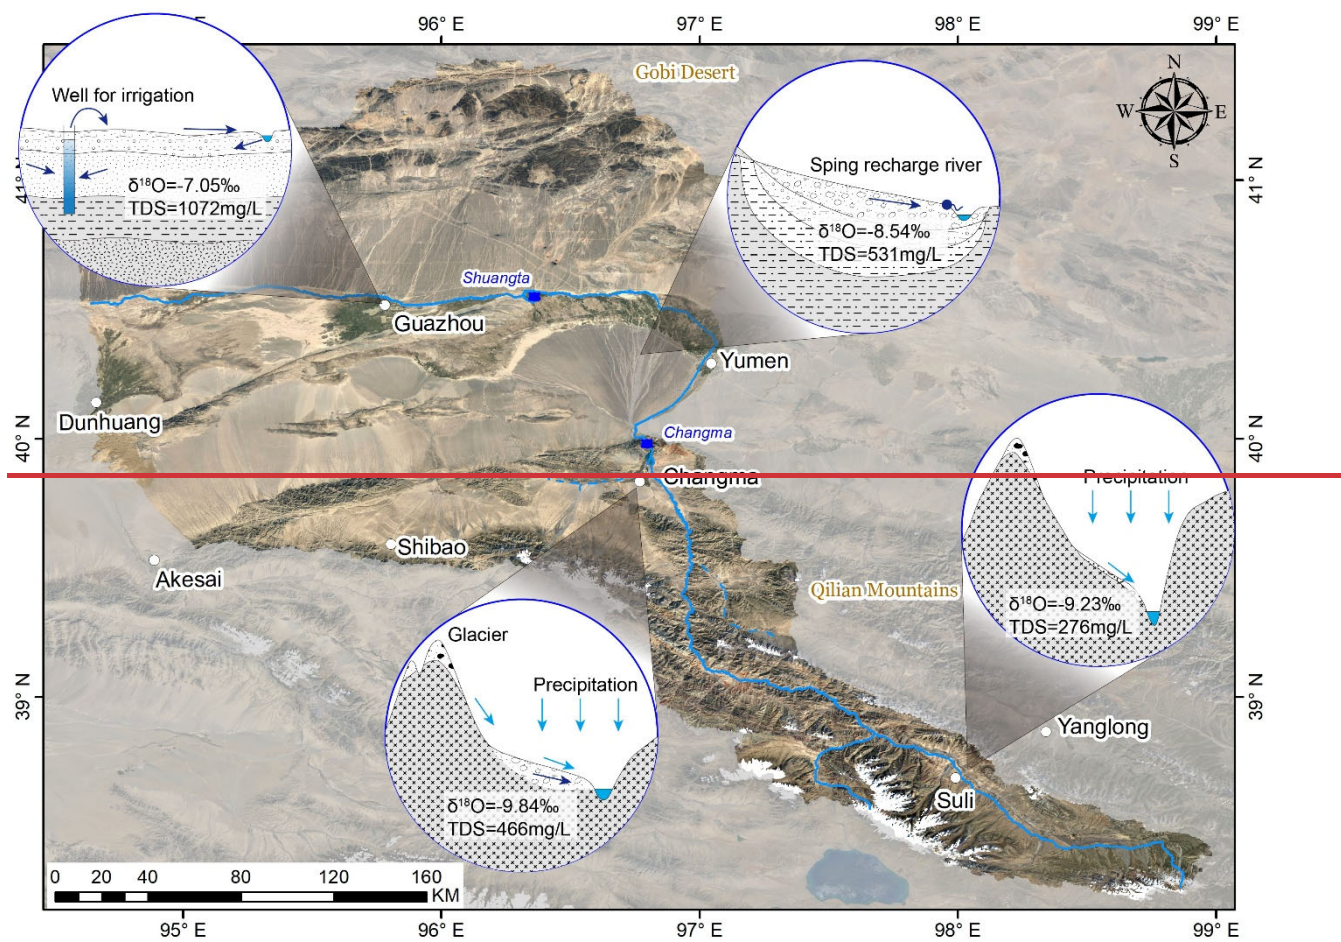 96° E
97° E
98° E
99° E
Gobi Desert
N
W
E
S
Well for irrigation
δ¹⁸O=-7.05‰
TDS=1072mg/L
Sping recharge river
δ¹⁸O=-8.54‰
TDS=531mg/L
41° N
41° N
Shuangta
Guazhou
Yumen
Dunhuang
Changma
40° N
40° N
Changma
Precipitation
Shibao
Akesai
Qilian Mountains
δ¹⁸O=-9.23‰
TDS=276mg/L
Glacier
Precipitation
39° N
39° N
Yanglong
Suli
δ¹⁸O=-9.84‰
TDS=466mg/L
0 20 40 80 120 160
KM
95° E
96° E
97° E
98° E
99° E